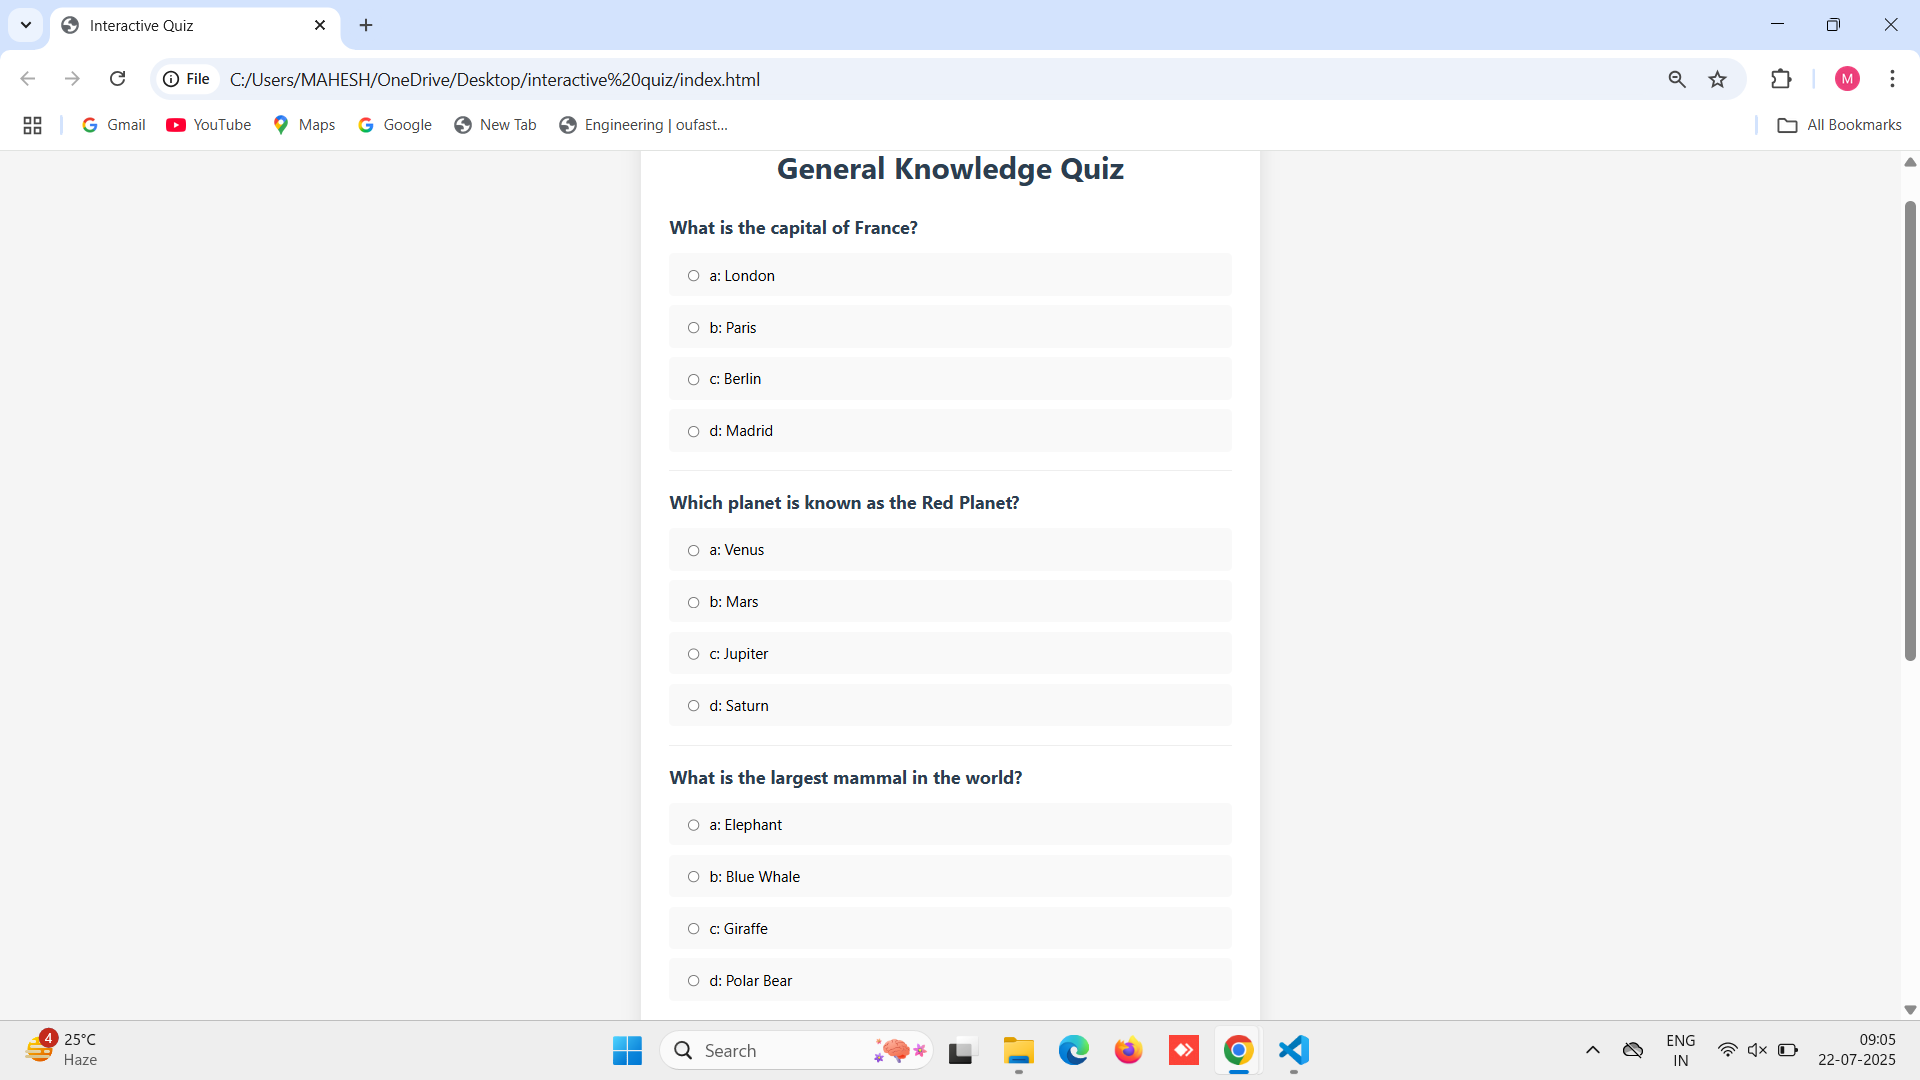 Interactive Quiz
File
C:/Users/MAHESH/OneDrive/Desktop/interactive%20quiz/index.html
M
Gmail
YouTube
Maps
Google
New Tab
Engineering | oufast...
All Bookmarks
General Knowledge Quiz
What is the capital of France?
a: London
b: Paris
c: Berlin
d: Madrid
Which planet is known as the Red Planet?
a: Venus
b: Mars
c: Jupiter
d: Saturn
What is the largest mammal in the world?
a: Elephant
b: Blue Whale
c: Giraffe
d: Polar Bear
4
25°C
Haze
Search
ENG
IN
09:05
22-07-2025